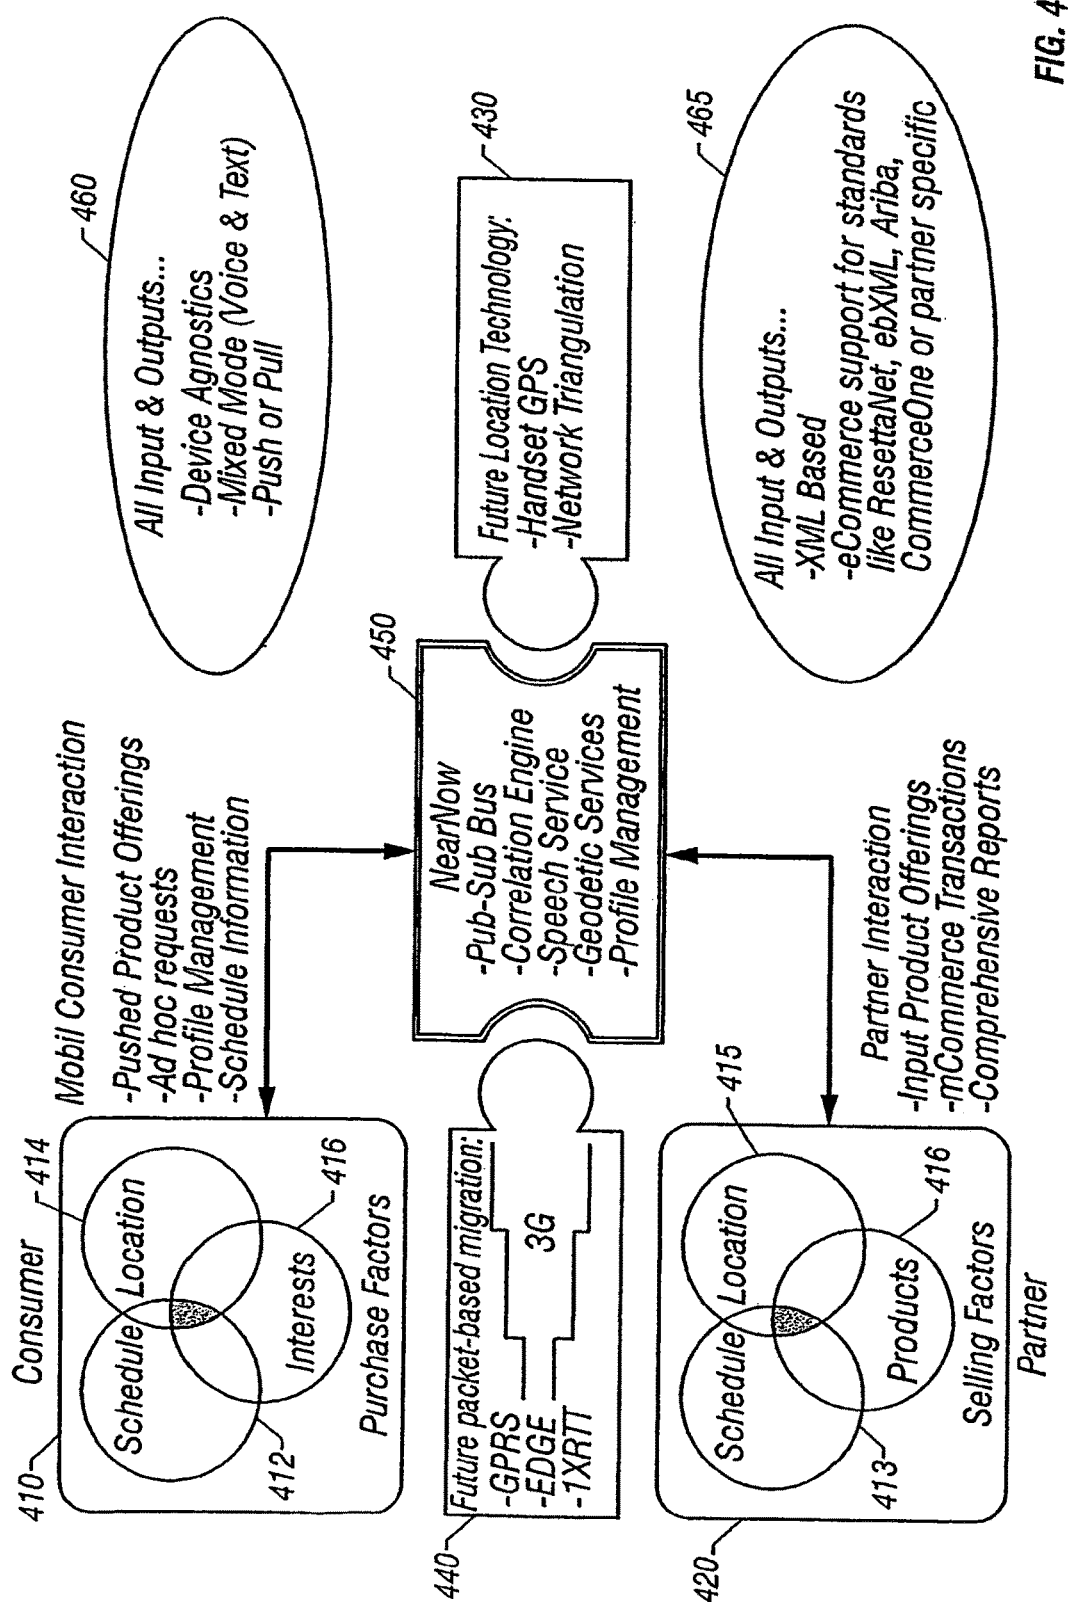 Consumer
410
414
Schedule
Location
Interests
412
416
Purchase Factors
Mobil Consumer Interaction
-Pushed Product Offerings
-Ad hoc requests
-Profile Management
-Schedule Information
460
All Input & Outputs...
-Device Agnostics
-Mixed Mode (Voice & Text)
-Push or Pull
440
Future packet-based migration:
-GPRS
-EDGE
-1XRTT
3G
450
NearNow
-Pub-Sub Bus
-Correlation Engine
-Speech Service
-Geodetic Services
-Profile Management
430
Future Location Technology:
-Handset GPS
-Network Triangulation
420
415
Schedule
Location
Products
413
416
Selling Factors
Partner
Partner Interaction
-Input Product Offerings
-mCommerce Transactions
-Comprehensive Reports
465
All Input & Outputs...
-XML Based
-eCommerce support for standards
like ResettaNet, ebXML, Ariba,
CommerceOne or partner specific
FIG. 4